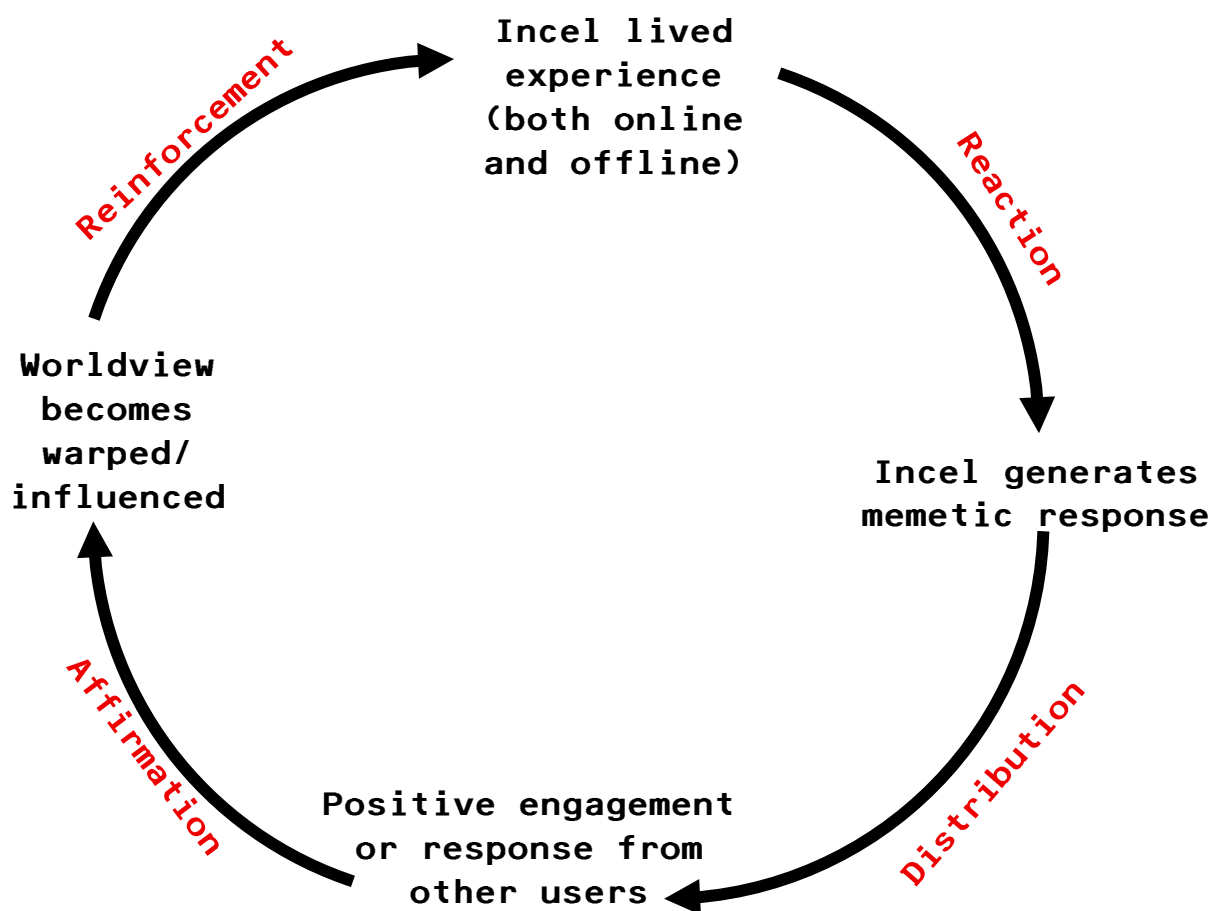 Incel lived
experience
(both online
and offline)
Reaction
Incel generates
memetic response
Distribution
Positive engagement
or response from
other users
Affirmation
Worldview
becomes
warped/
influenced
Reinforcement